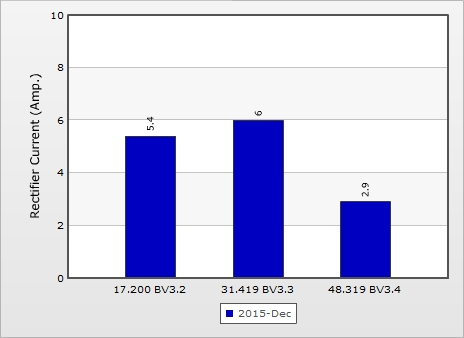 10
8
6
4
2
0
Rectifier Current (Amp.)
5.4
6
2.9
17.200 BV3.2
31.419 BV3.3
48.319 BV3.4
2015-Dec